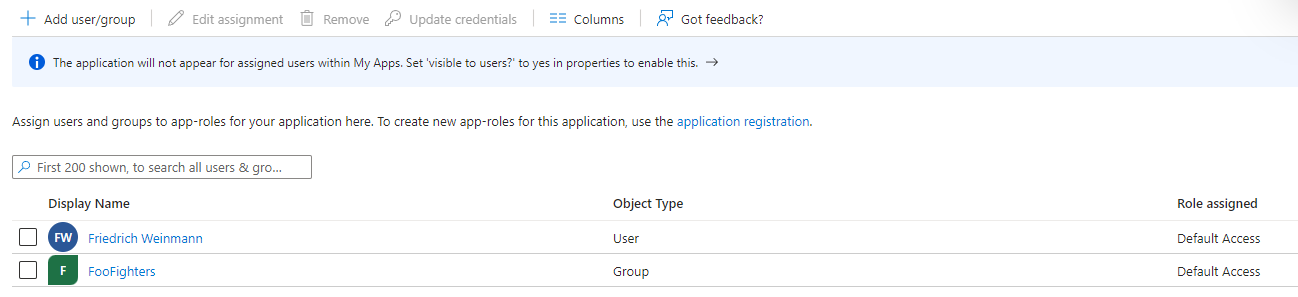 Add user/group Edit assignment Remove Update credentials Columns Got feedback?
The application will not appear for assigned users within My Apps. Set 'visible to users?' to yes in properties to enable this. →
Assign users and groups to app-roles for your application here. To create new app-roles for this application, use the application registration.
First 200 shown, to search all users & gro...
Display Name Object Type Role assigned
FW Friedrich Weinmann User Default Access
F FooFighters Group Default Access